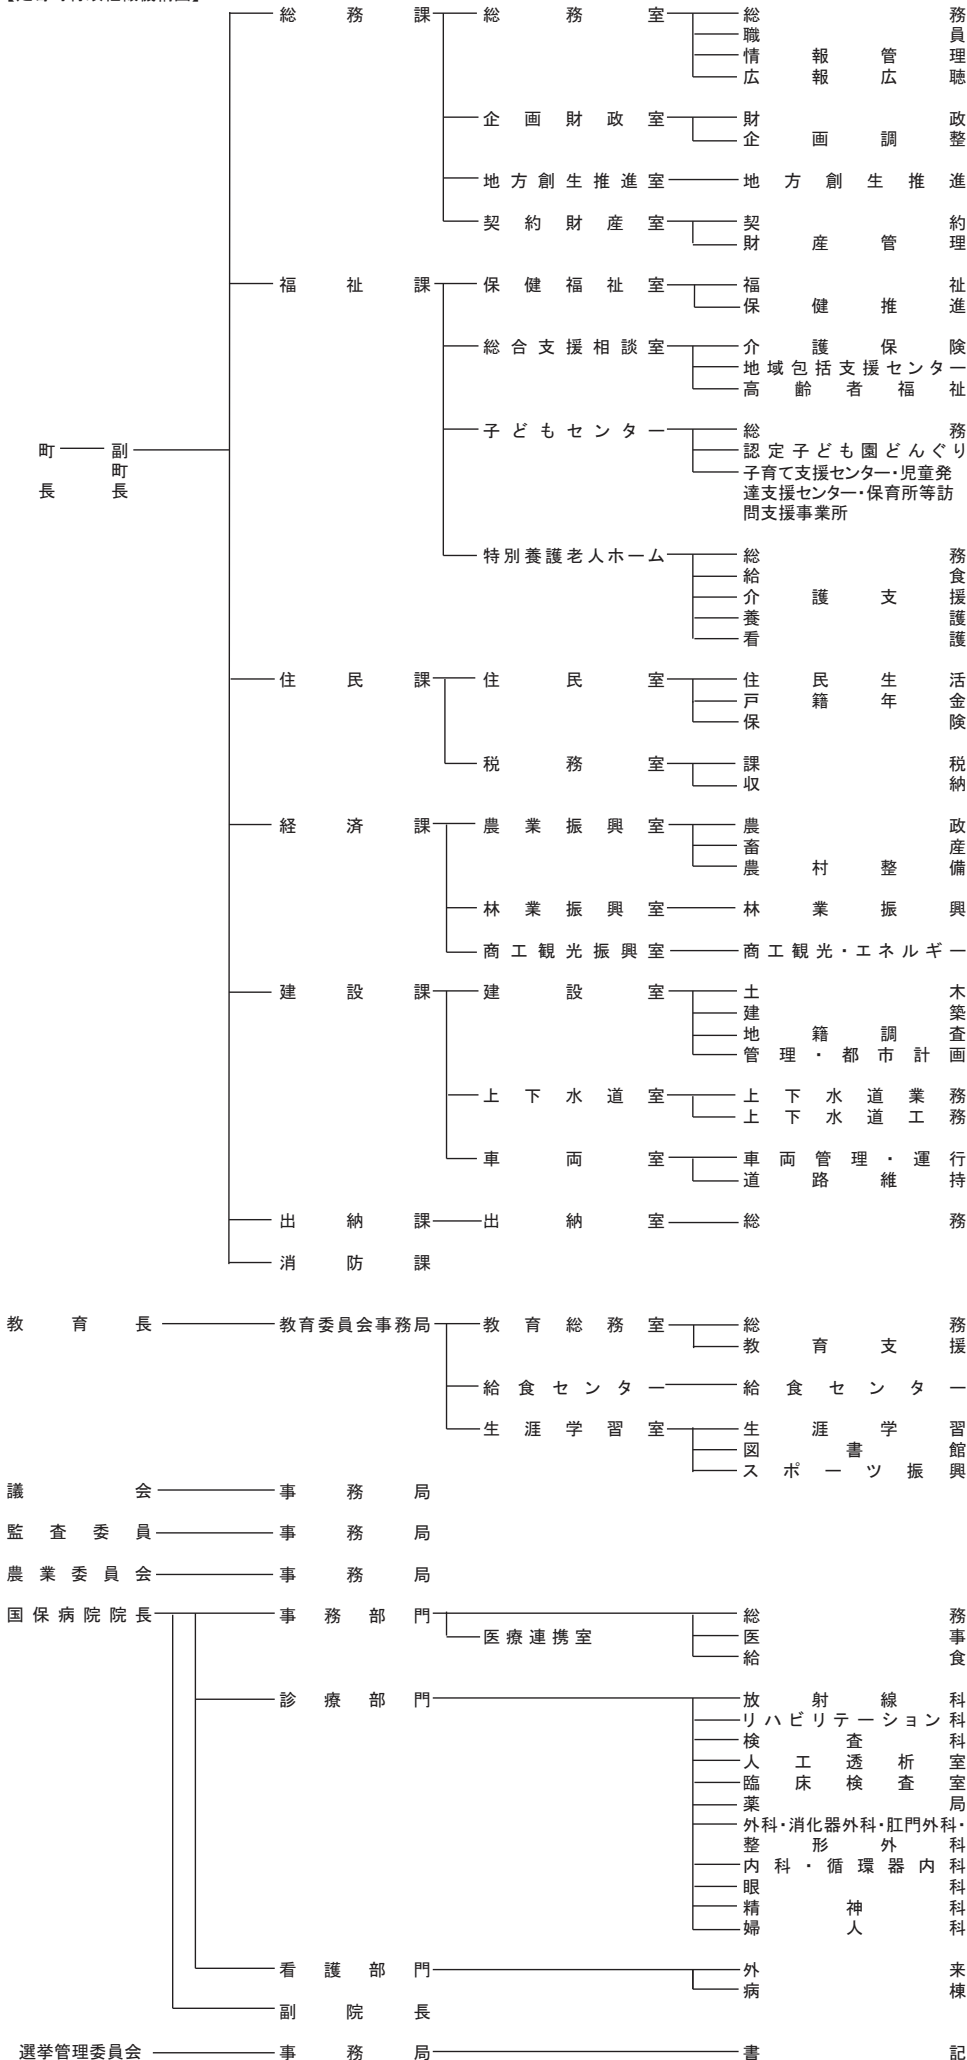 総務課 総務室 総務
職員
情報管理
広報広聴
企画財政室 財政
企画調整
地方創生推進室 地方創生推進
契約財産室 契約
財産管理
福祉課 保健福祉室 福祉
保健推進
総合支援相談室 介護保険
地域包括支援センター
高齢者福祉
町長 副町長
子どもセンター 総務
認定子ども園どんぐり
子育て支援センター・児童発
達支援センター・保育所等訪
問支援事業所
特別養護老人ホーム 総務
給食
介護支援
養護
看護
住民課 住民室 住民生活
戸籍年金
保険
税務室 課税
収納
経済課 農業振興室 農政
畜産
農村整備
林業振興室 林業振興
商工観光振興室 商工観光・エネルギー
建設課 建設室 土木
建築
地籍調査
管理・都市計画
上下水道室 上下水道業務
上下水道工務
車両室 車両管理・運行
道路維持
出納課 出納室 総務
消防課
教育長 教育委員会事務局 教育総務室 総務
教育支援
給食センター 給食センター
生涯学習室 生涯学習
図書館
スポーツ振興
議会 事務局
監査委員 事務局
農業委員会 事務局
国保病院院長 事務部門 総務
医療連携室 医事
給食
診療部門 放射線科
リハビリテーション科
検査科
人工透析室
臨床検査室
薬局
外科・消化器外科・肛門外科・
整形外科
内科・循環器内科
眼科
精神科
婦人科
看護部門 外来
病棟
副院長
選挙管理委員会 事務局 書記